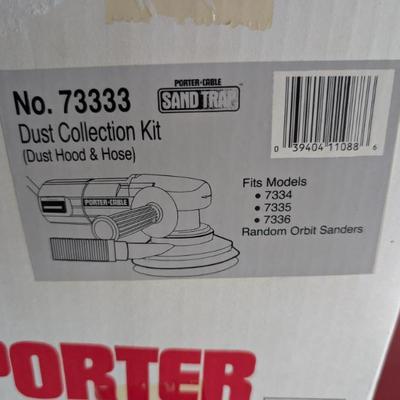 No. 73333
PORTER-CABLE
SAND TRAP
Dust Collection Kit
(Dust Hood & Hose)
0 39404 11088 6
PORTER-CABLE
Fits Models
• 7334
• 7335
• 7336
Random Orbit Sanders
PORTER